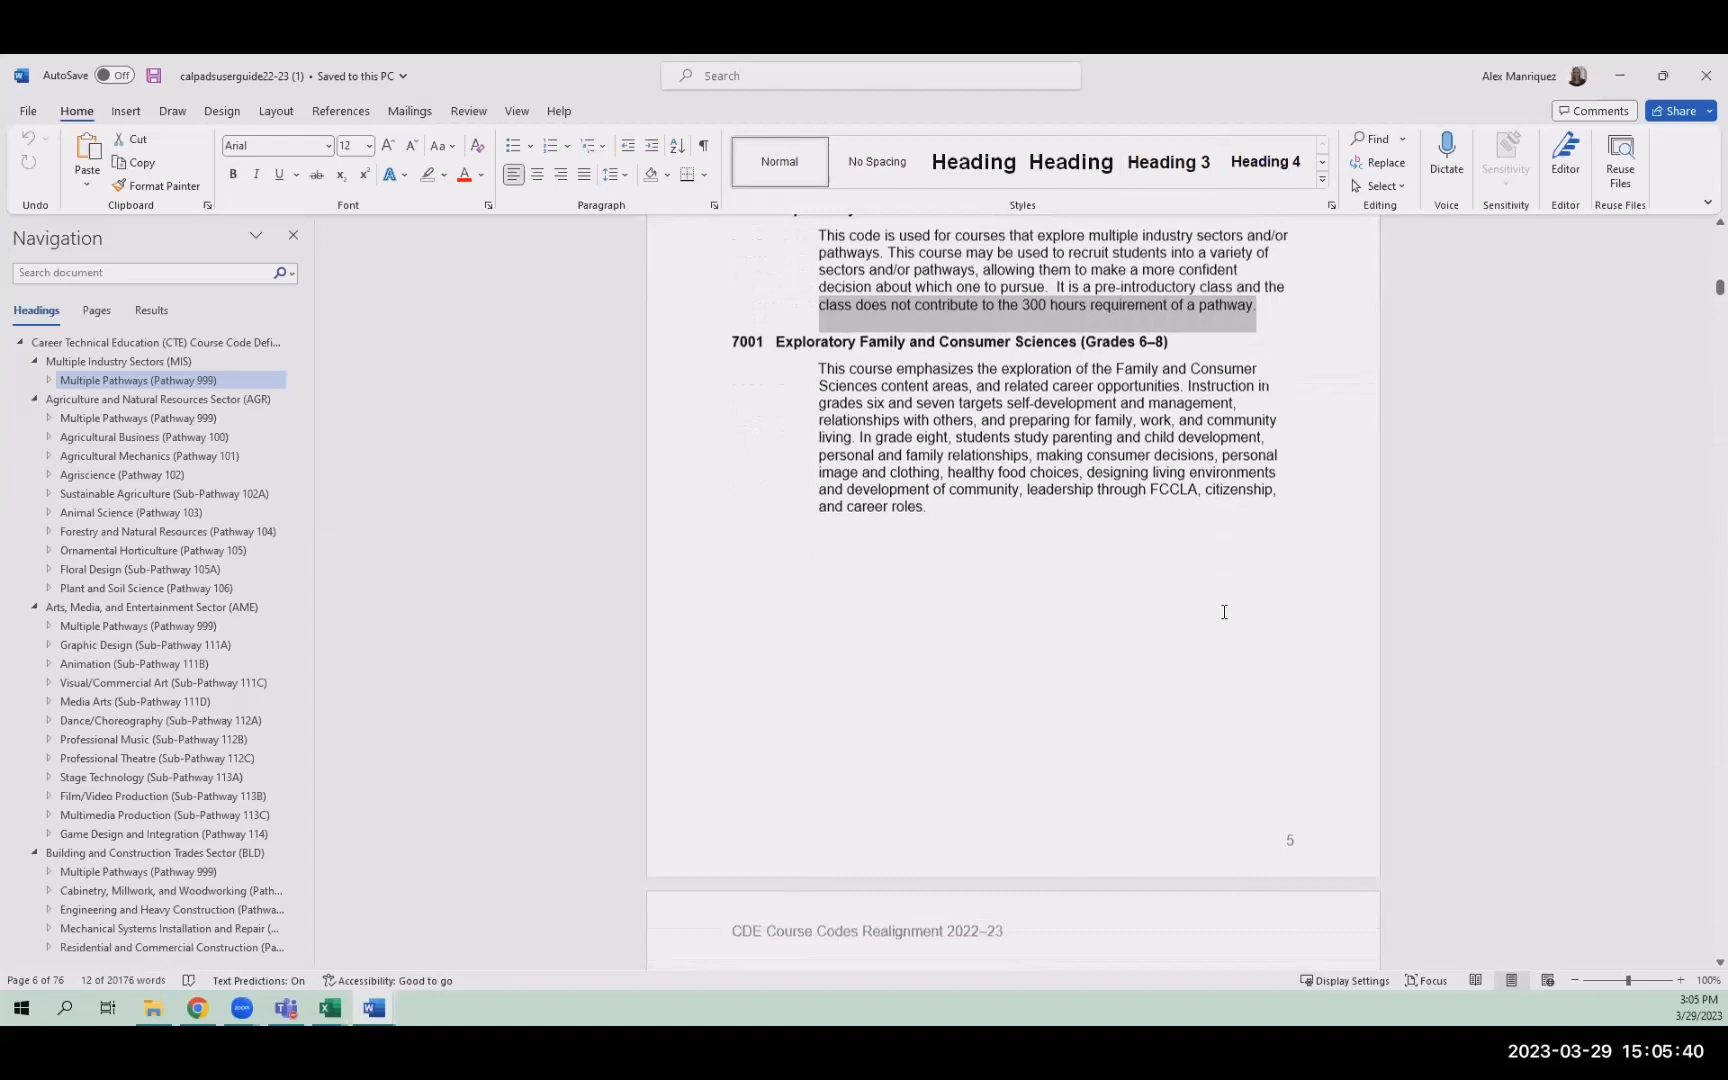 AutoSave Off calpadsuserguide22-23 (1) • Saved to this PC
Search
Alex Manriquez
File Home Insert Draw Design Layout References Mailings Review View Help
Comments Share
Paste
Cut
Copy
Format Painter
Arial 12
Aa
B I U ab x₂ x² A A
Normal
No Spacing
Heading
Heading
Heading 3
Heading 4
Find
Replace
Select
Dictate
Sensitivity
Editor
Reuse
Files
Undo Clipboard Font Paragraph Styles Editing Voice Sensitivity Editor Reuse Files
Navigation
Search document
Headings Pages Results
Career Technical Education (CTE) Course Code Defi...
Multiple Industry Sectors (MIS)
Multiple Pathways (Pathway 999)
Agriculture and Natural Resources Sector (AGR)
Multiple Pathways (Pathway 999)
Agricultural Business (Pathway 100)
Agricultural Mechanics (Pathway 101)
Agriscience (Pathway 102)
Sustainable Agriculture (Sub-Pathway 102A)
Animal Science (Pathway 103)
Forestry and Natural Resources (Pathway 104)
Ornamental Horticulture (Pathway 105)
Floral Design (Sub-Pathway 105A)
Plant and Soil Science (Pathway 106)
Arts, Media, and Entertainment Sector (AME)
Multiple Pathways (Pathway 999)
Graphic Design (Sub-Pathway 111A)
Animation (Sub-Pathway 111B)
Visual/Commercial Art (Sub-Pathway 111C)
Media Arts (Sub-Pathway 111D)
Dance/Choreography (Sub-Pathway 112A)
Professional Music (Sub-Pathway 112B)
Professional Theatre (Sub-Pathway 112C)
Stage Technology (Sub-Pathway 113A)
Film/Video Production (Sub-Pathway 113B)
Multimedia Production (Sub-Pathway 113C)
Game Design and Integration (Pathway 114)
Building and Construction Trades Sector (BLD)
Multiple Pathways (Pathway 999)
Cabinetry, Millwork, and Woodworking (Path...
Engineering and Heavy Construction (Pathwa...
Mechanical Systems Installation and Repair (...
Residential and Commercial Construction (Pa...
This code is used for courses that explore multiple industry sectors and/or
pathways. This course may be used to recruit students into a variety of
sectors and/or pathways, allowing them to make a more confident
decision about which one to pursue. It is a pre-introductory class and the
class does not contribute to the 300 hours requirement of a pathway.
7001 Exploratory Family and Consumer Sciences (Grades 6–8)
This course emphasizes the exploration of the Family and Consumer
Sciences content areas, and related career opportunities. Instruction in
grades six and seven targets self-development and management,
relationships with others, and preparing for family, work, and community
living. In grade eight, students study parenting and child development,
personal and family relationships, making consumer decisions, personal
image and clothing, healthy food choices, designing living environments
and development of community, leadership through FCCLA, citizenship,
and career roles.
5
CDE Course Codes Realignment 2022–23
Page 6 of 76 12 of 20176 words Text Predictions: On Accessibility: Good to go
Display Settings Focus 100%
zoom
3:05 PM
3/29/2023
2023-03-29 15:05:40